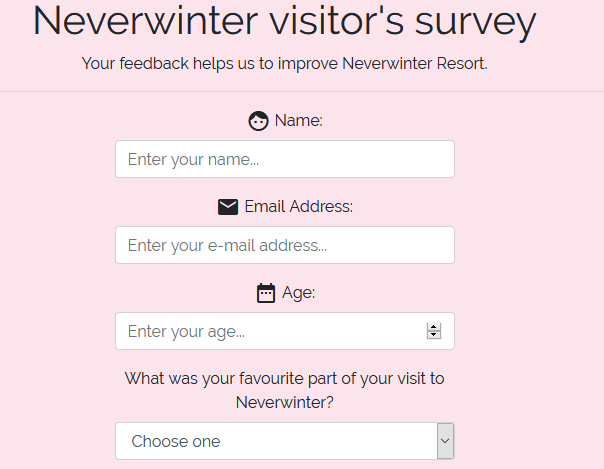 Neverwinter visitor's survey
Your feedback helps us to improve Neverwinter Resort.
Name:
Enter your name...
Email Address:
Enter your e-mail address...
Age:
Enter your age...
What was your favourite part of your visit to
Neverwinter?
Choose one